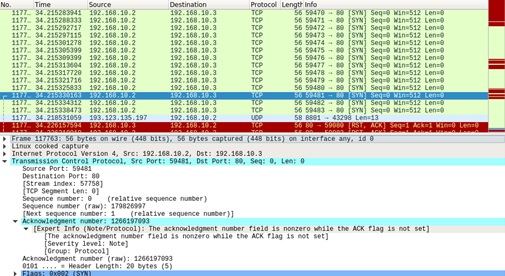 No. Time Source Destination Protocol Length Info
1177… 34.215283941 192.168.10.2 192.168.10.3 TCP 56 59470 → 80 [SYN] Seq=0 Win=512 Len=0
1177… 34.215288333 192.168.10.2 192.168.10.3 TCP 56 59471 → 80 [SYN] Seq=0 Win=512 Len=0
1177… 34.215292717 192.168.10.2 192.168.10.3 TCP 56 59472 → 80 [SYN] Seq=0 Win=512 Len=0
1177… 34.215297115 192.168.10.2 192.168.10.3 TCP 56 59473 → 80 [SYN] Seq=0 Win=512 Len=0
1177… 34.215301278 192.168.10.2 192.168.10.3 TCP 56 59474 → 80 [SYN] Seq=0 Win=512 Len=0
1177… 34.215305399 192.168.10.2 192.168.10.3 TCP 56 59475 → 80 [SYN] Seq=0 Win=512 Len=0
1177… 34.215309399 192.168.10.2 192.168.10.3 TCP 56 59476 → 80 [SYN] Seq=0 Win=512 Len=0
1177… 34.215313604 192.168.10.2 192.168.10.3 TCP 56 59477 → 80 [SYN] Seq=0 Win=512 Len=0
1177… 34.215317720 192.168.10.2 192.168.10.3 TCP 56 59478 → 80 [SYN] Seq=0 Win=512 Len=0
1177… 34.215321716 192.168.10.2 192.168.10.3 TCP 56 59479 → 80 [SYN] Seq=0 Win=512 Len=0
1177… 34.215325833 192.168.10.2 192.168.10.3 TCP 56 59480 → 80 [SYN] Seq=0 Win=512 Len=0
1177… 34.215330163 192.168.10.2 192.168.10.3 TCP 56 59481 → 80 [SYN] Seq=0 Win=512 Len=0
1177… 34.215334312 192.168.10.2 192.168.10.3 TCP 56 59482 → 80 [SYN] Seq=0 Win=512 Len=0
1177… 34.215338473 192.168.10.2 192.168.10.3 TCP 56 59483 → 80 [SYN] Seq=0 Win=512 Len=0
1177… 34.218531059 193.123.135.197 192.168.10.2 UDP 58 8801 → 43298 Len=13
1177… 34.226157594 192.168.10.3 192.168.10.2 TCP 56 80 → 59080 [RST, ACK] Seq=1 Ack=1 Win=0 Len=0
Frame 117763: 56 bytes on wire (448 bits), 56 bytes captured (448 bits) on interface any, id 0
Linux cooked capture
Internet Protocol Version 4, Src: 192.168.10.2, Dst: 192.168.10.3
Transmission Control Protocol, Src Port: 59481, Dst Port: 80, Seq: 0, Len: 0
Source Port: 59481
Destination Port: 80
[Stream index: 57758]
[TCP Segment Len: 0]
Sequence number: 0 (relative sequence number)
Sequence number (raw): 179826997
[Next sequence number: 1 (relative sequence number)]
Acknowledgment number: 1266197093
[Expert Info (Note/Protocol): The acknowledgment number field is nonzero while the ACK flag is not set]
[The acknowledgment number field is nonzero while the ACK flag is not set]
[Severity level: Note]
[Group: Protocol]
Acknowledgment number (raw): 1266197093
0101 .... = Header Length: 20 bytes (5)
Flags: 0x002 (SYN)